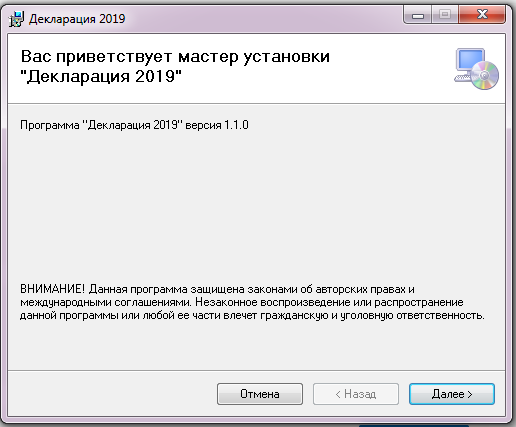 Декларация 2019
Вас приветствует мастер установки
"Декларация 2019"
Программа "Декларация 2019" версия 1.1.0
ВНИМАНИЕ! Данная программа защищена законами об авторских правах и
международными соглашениями. Незаконное воспроизведение или распространение
данной программы или любой ее части влечет гражданскую и уголовную ответственность.
Отмена
< Назад
Далее >